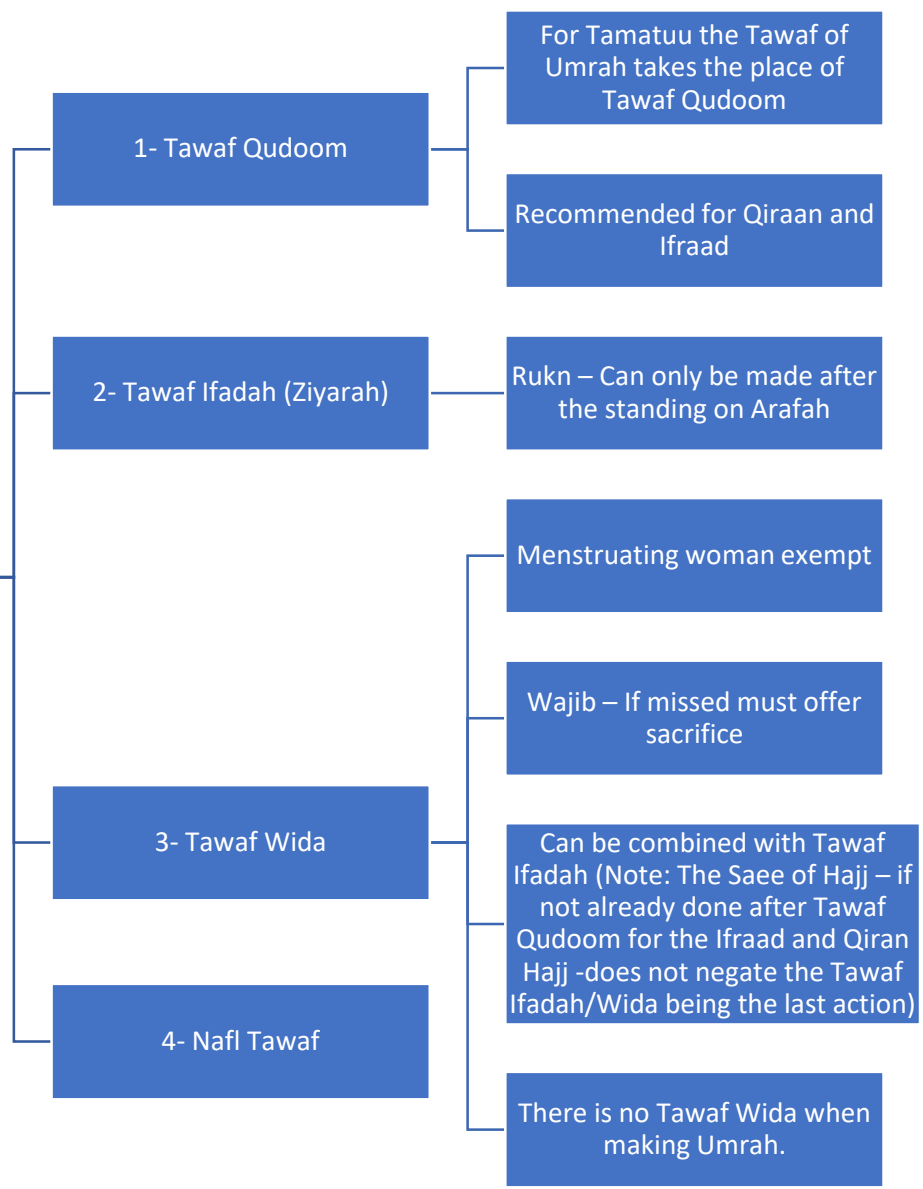 1- Tawaf Qudoom
For Tamatuu the Tawaf of
Umrah takes the place of
Tawaf Qudoom
Recommended for Qiraan and
Ifraad
2- Tawaf Ifadah (Ziyarah)
Rukn – Can only be made after
the standing on Arafah
3- Tawaf Wida
Menstruating woman exempt
Wajib – If missed must offer
sacrifice
Can be combined with Tawaf
Ifadah (Note: The Saee of Hajj – if
not already done after Tawaf
Qudoom for the Ifraad and Qiran
Hajj -does not negate the Tawaf
Ifadah/Wida being the last action)
There is no Tawaf Wida when
making Umrah.
4- Nafl Tawaf